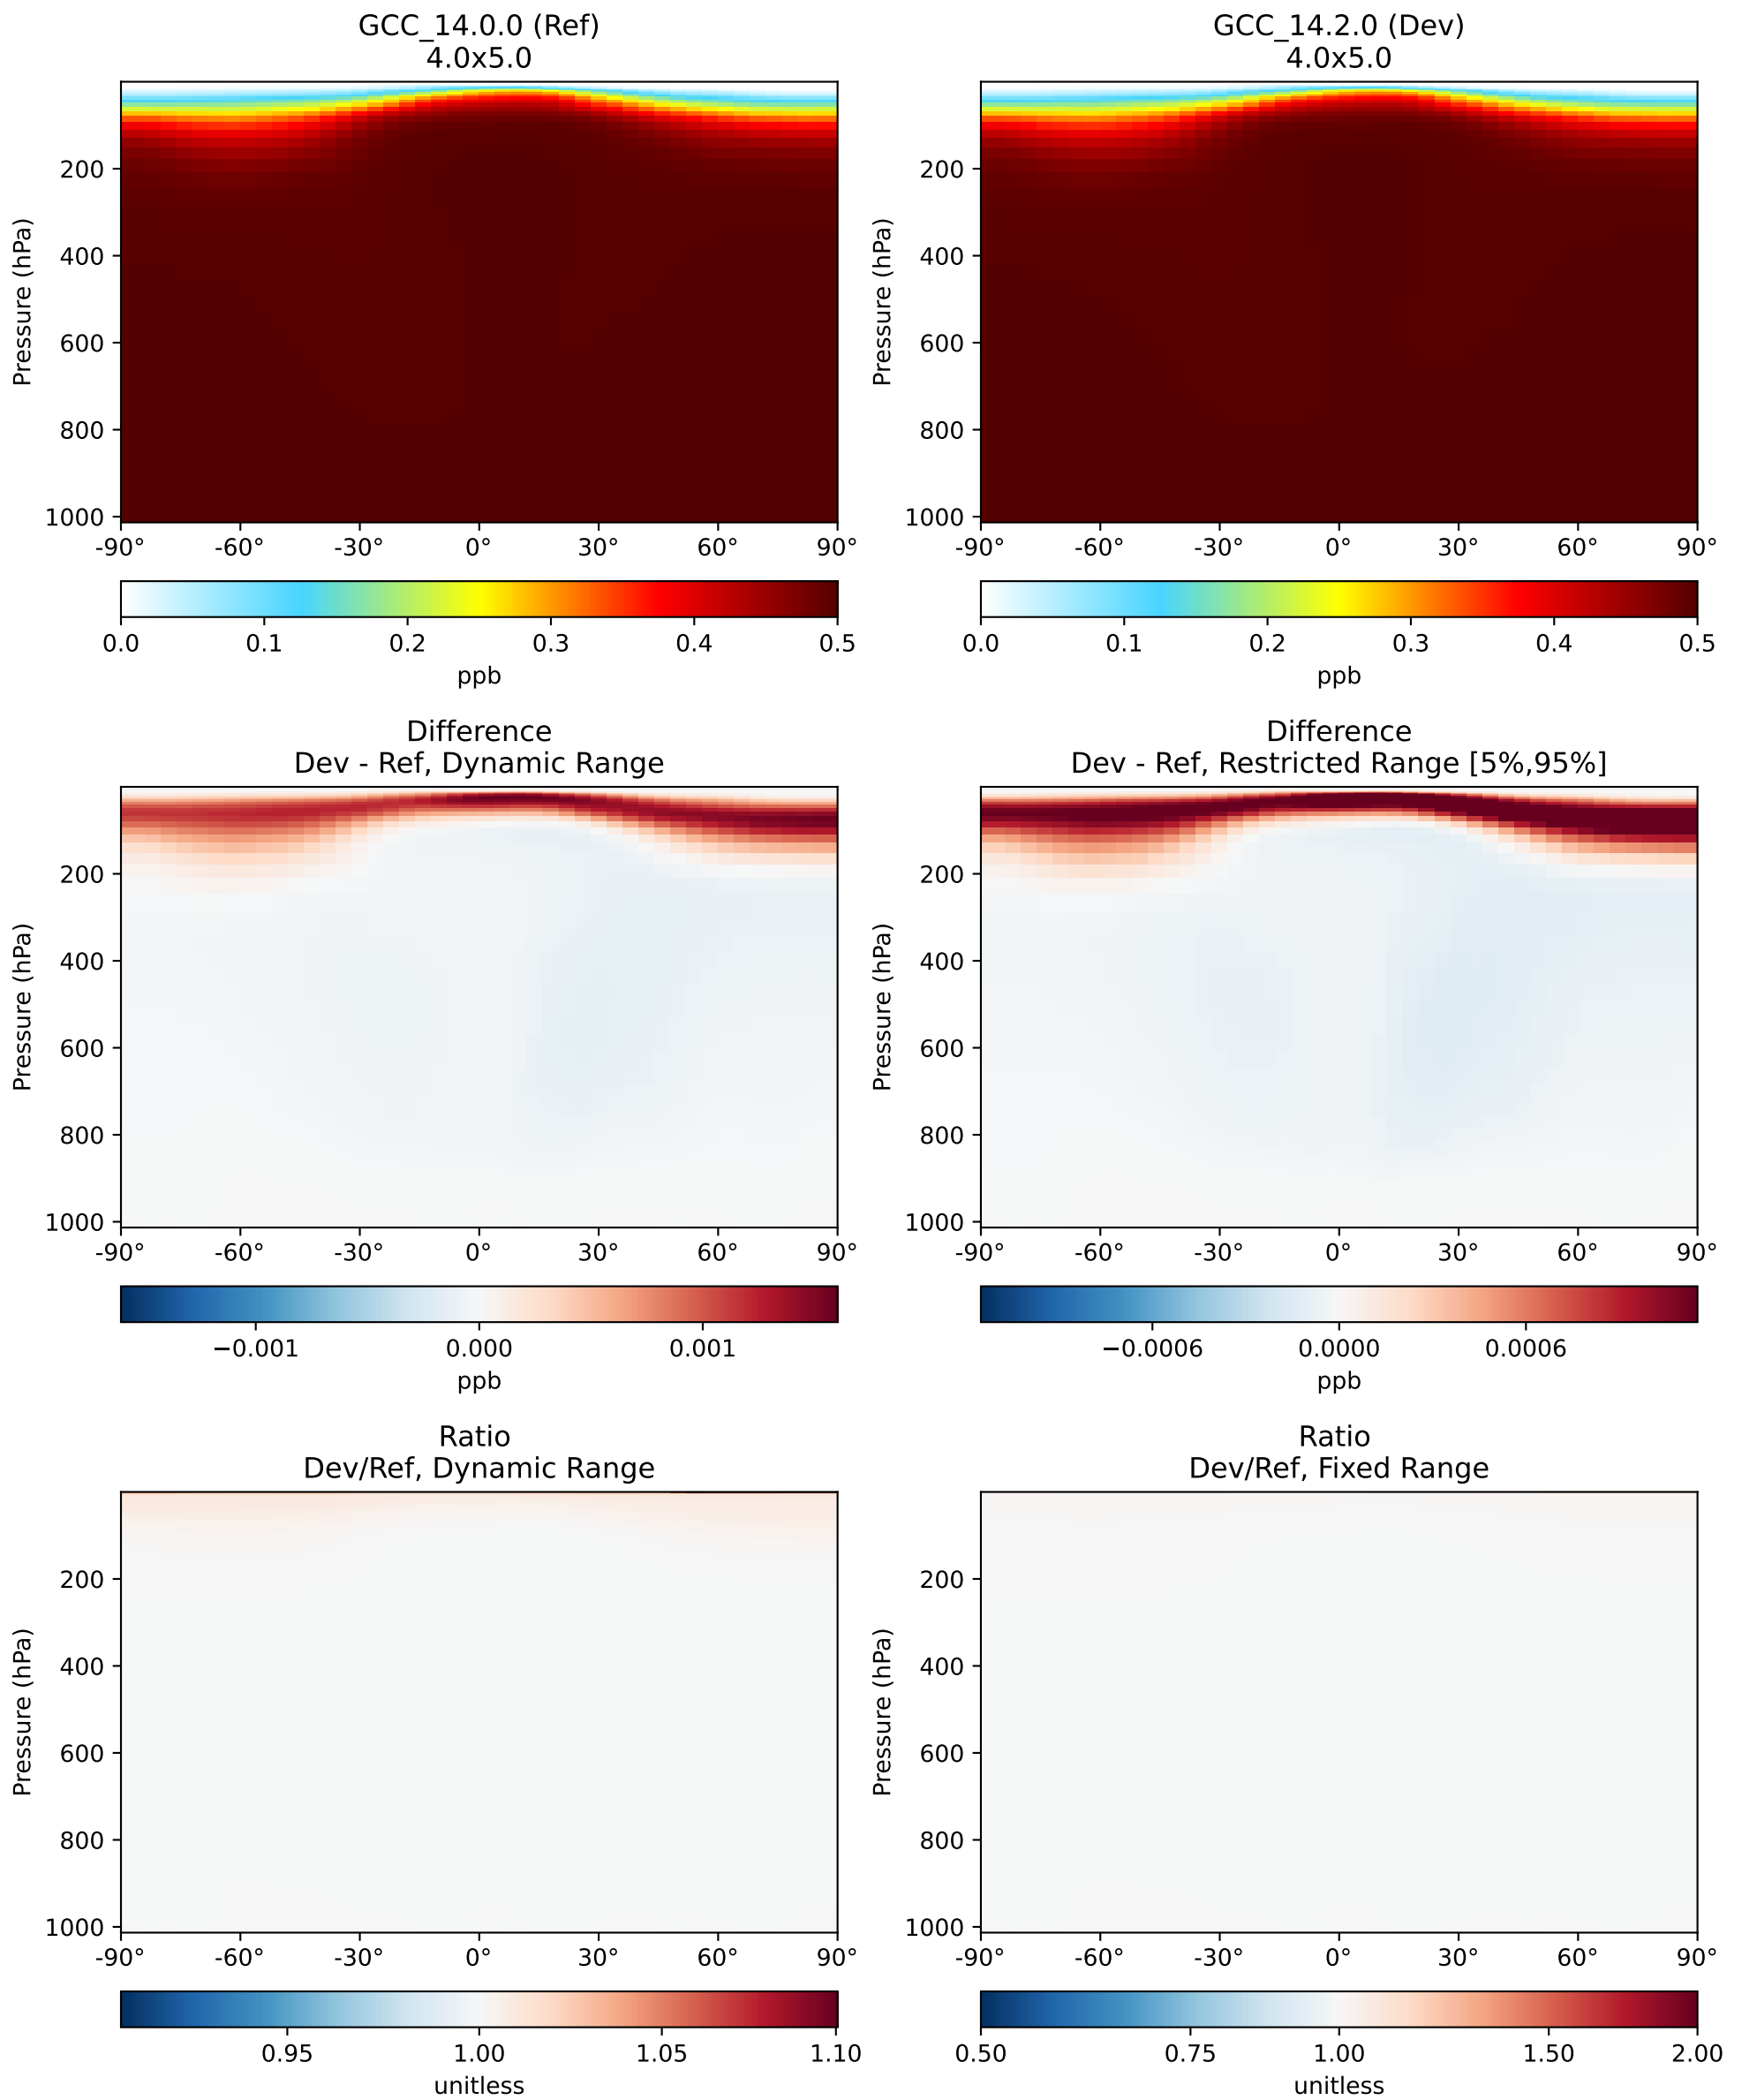 GCC_14.0.0 (Ref)
4.0x5.0
GCC_14.2.0 (Dev)
4.0x5.0
Pressure (hPa)
200
400
600
800
1000
-90° -60° -30° 0° 30° 60° 90°
0.0 0.1 0.2 0.3 0.4 0.5
ppb
Pressure (hPa)
200
400
600
800
1000
-90° -60° -30° 0° 30° 60° 90°
0.0 0.1 0.2 0.3 0.4 0.5
ppb
Difference
Dev - Ref, Dynamic Range
Pressure (hPa)
200
400
600
800
1000
-90° -60° -30° 0° 30° 60° 90°
−0.001 0.000 0.001
ppb
Difference
Dev - Ref, Restricted Range [5%,95%]
Pressure (hPa)
200
400
600
800
1000
-90° -60° -30° 0° 30° 60° 90°
−0.0006 0.0000 0.0006
ppb
Ratio
Dev/Ref, Dynamic Range
Pressure (hPa)
200
400
600
800
1000
-90° -60° -30° 0° 30° 60° 90°
0.95 1.00 1.05 1.10
unitless
Ratio
Dev/Ref, Fixed Range
Pressure (hPa)
200
400
600
800
1000
-90° -60° -30° 0° 30° 60° 90°
0.50 0.75 1.00 1.50 2.00
unitless